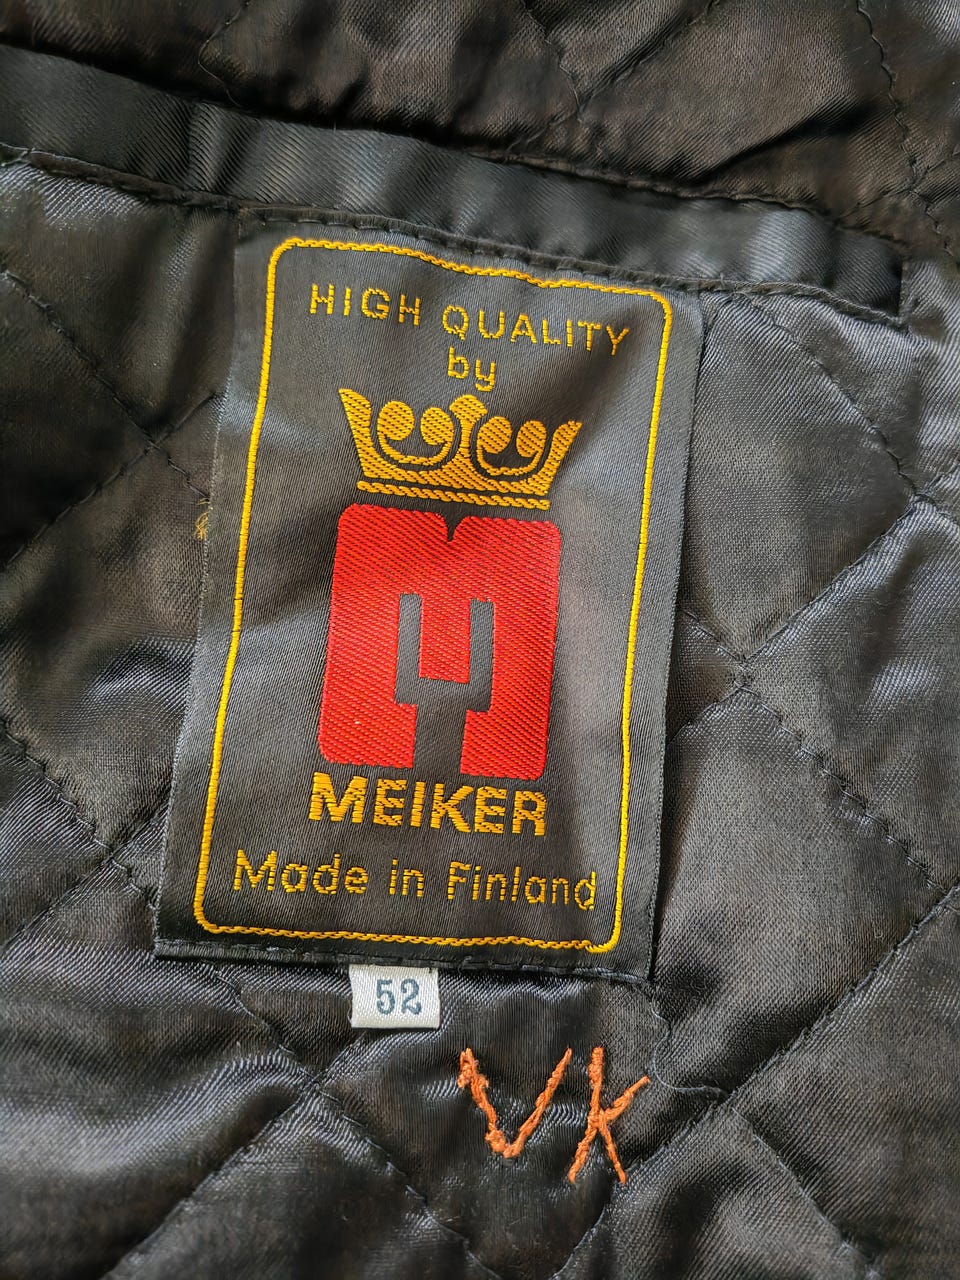 HIGH QUALITY
by
M
MEIKER
Made in Finland
52
VK